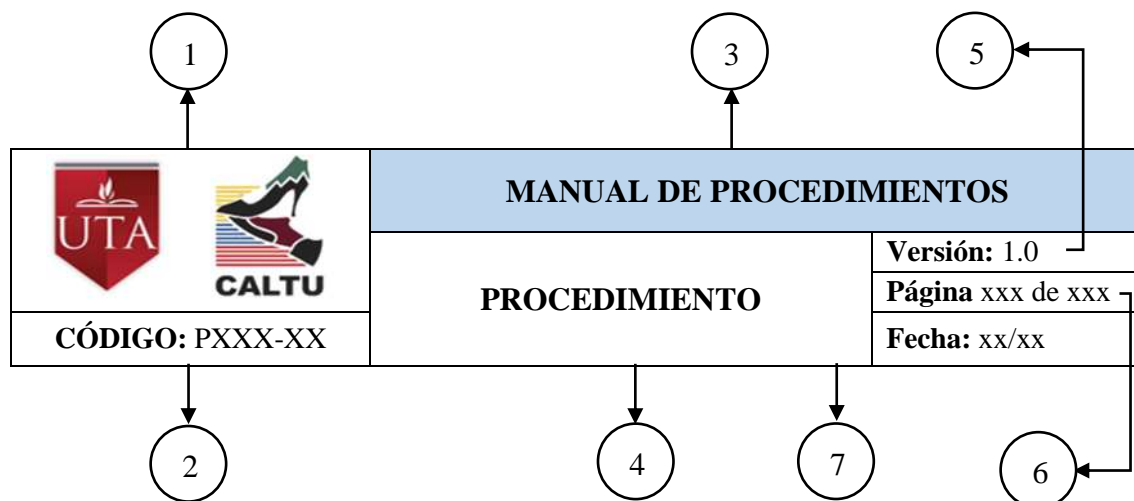 1
3
5
UTA
CALTU
MANUAL DE PROCEDIMIENTOS
PROCEDIMIENTO
Versión: 1.0
Página xxx de xxx
Fecha: xx/xx
CÓDIGO: PXXX-XX
2
4
7
6